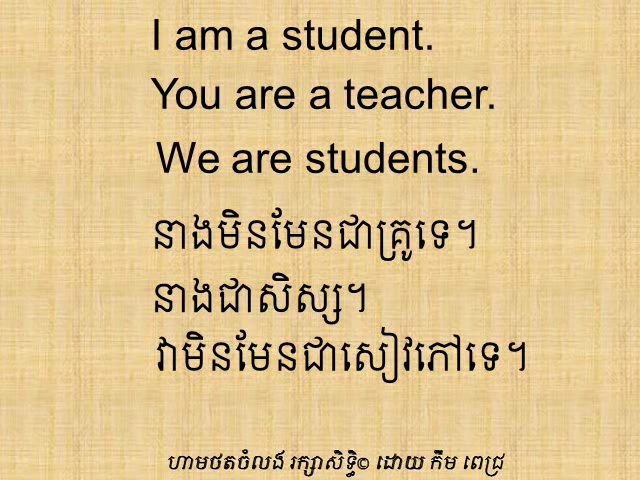 I am a student.
You are a teacher.
We are students.
នាងមិនមែនជាគ្រូទេ។
នាងជាសិស្ស។
វាមិនមែនជាសៀវភៅទេ។
ហាមថតចំលង រក្សាសិទ្ធិ© ដោយ កឹម ពេជ្រ